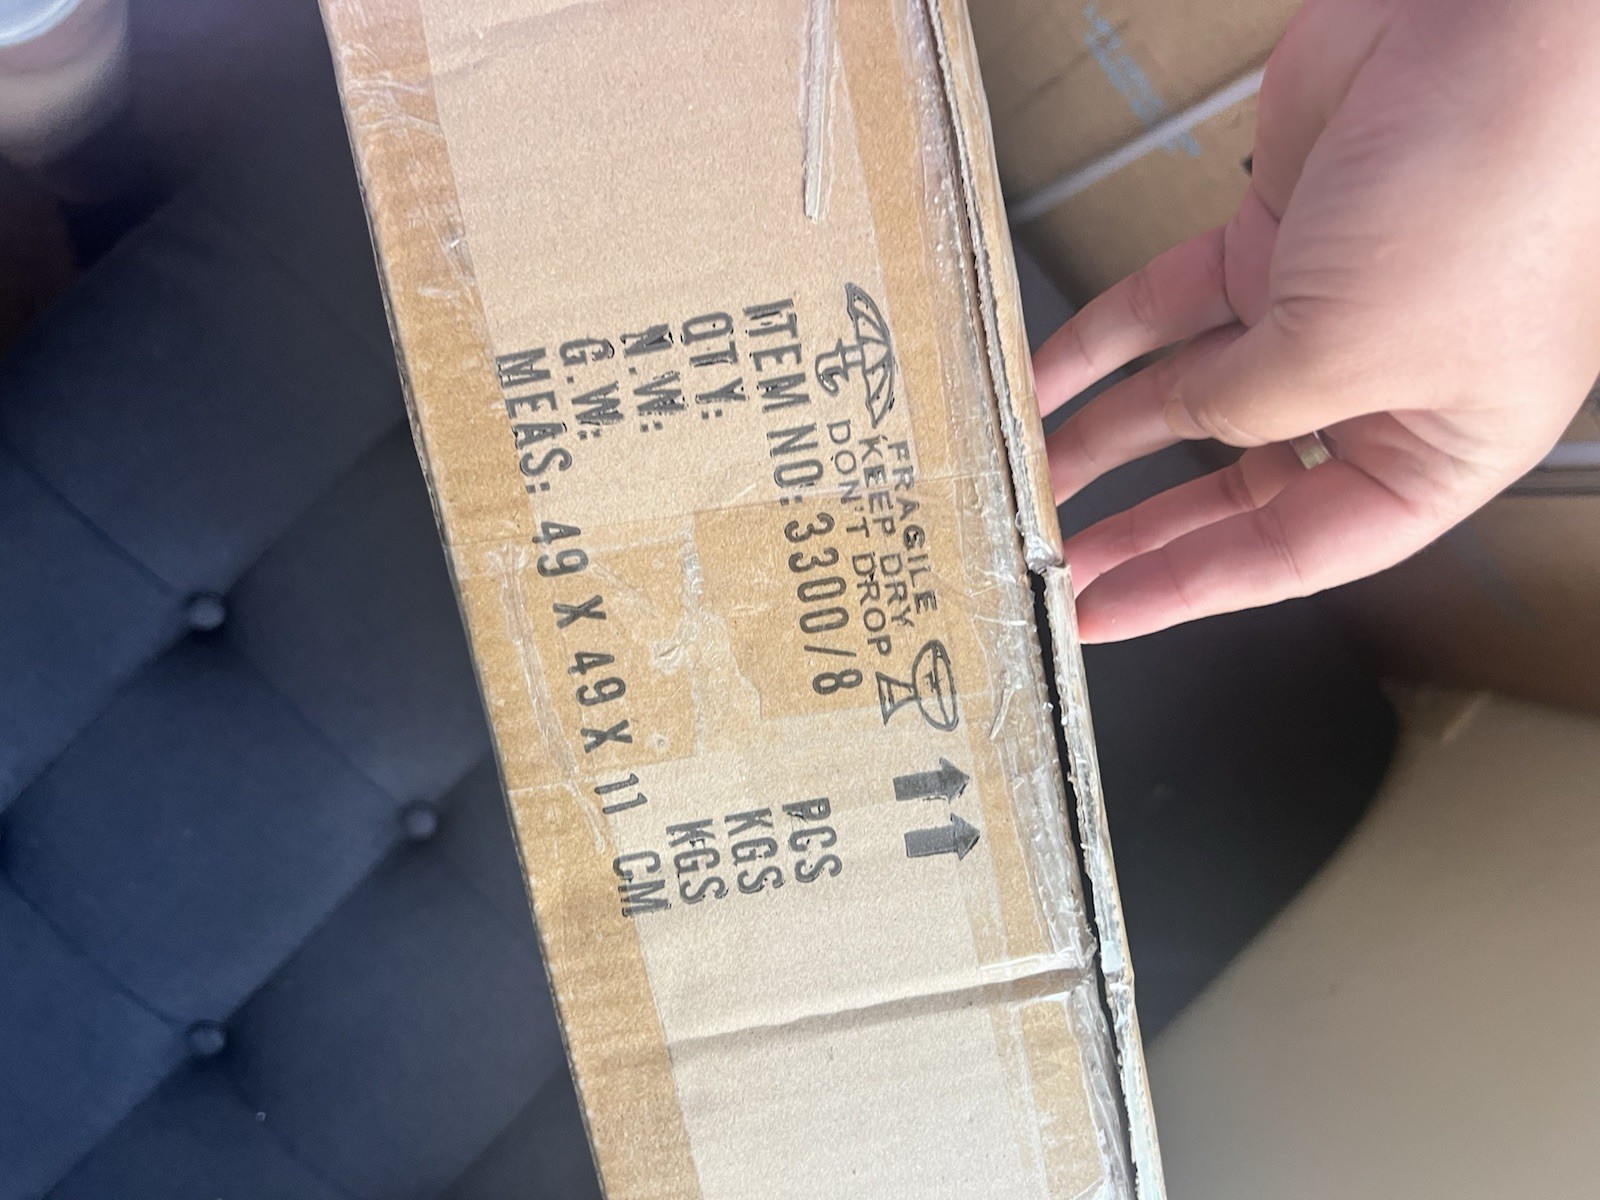 FRAGILE
KEEP DRY
DON'T DROP
ITEM NO: 3300/8
QTY: PCS
N.W: KGS
G.W: KGS
MEAS: 49 X 49 X 11 CM